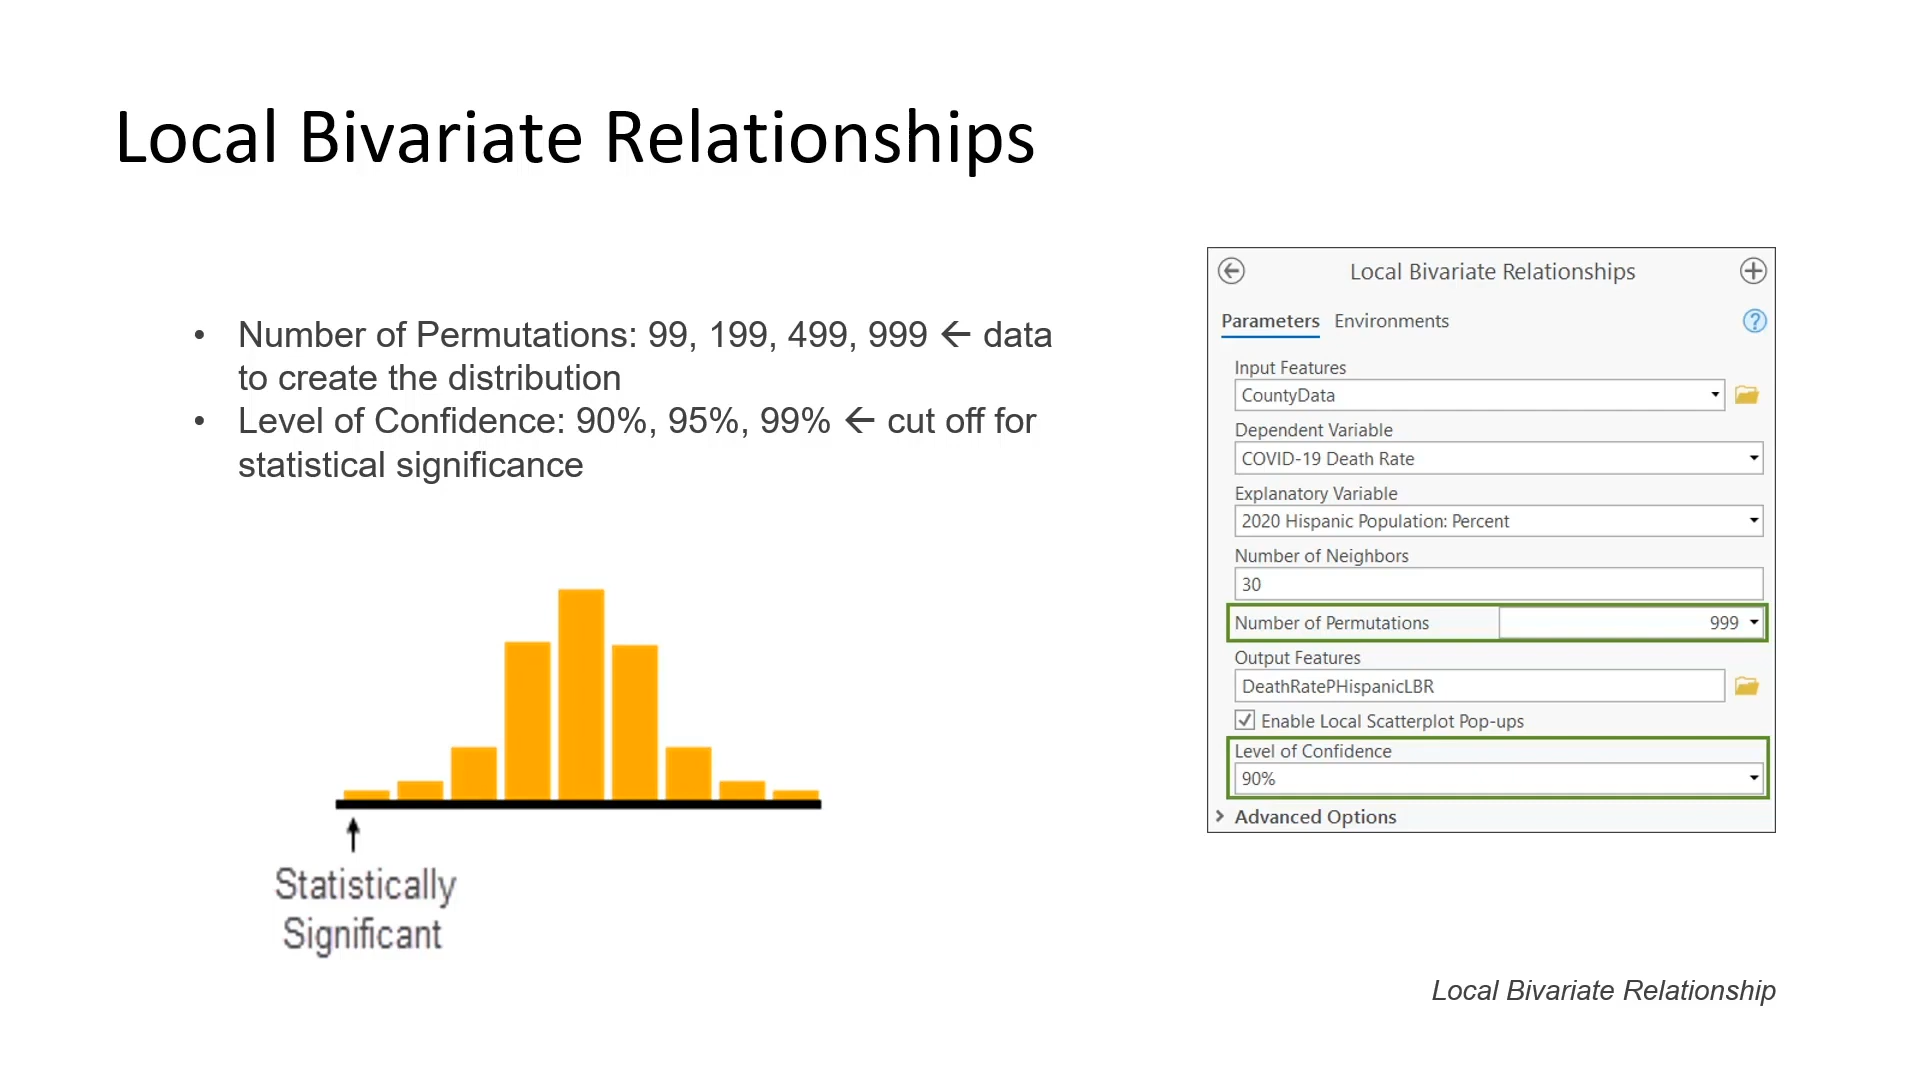 Local Bivariate Relationships
• Number of Permutations: 99, 199, 499, 999 ← data
to create the distribution
• Level of Confidence: 90%, 95%, 99% ← cut off for
statistical significance
Statistically
Significant
Local Bivariate Relationships
Parameters Environments
?
Input Features
CountyData
Dependent Variable
COVID-19 Death Rate
Explanatory Variable
2020 Hispanic Population: Percent
Number of Neighbors
30
Number of Permutations 999
Output Features
DeathRatePHispanicLBR
Enable Local Scatterplot Pop-ups
Level of Confidence
90%
Advanced Options
Local Bivariate Relationship